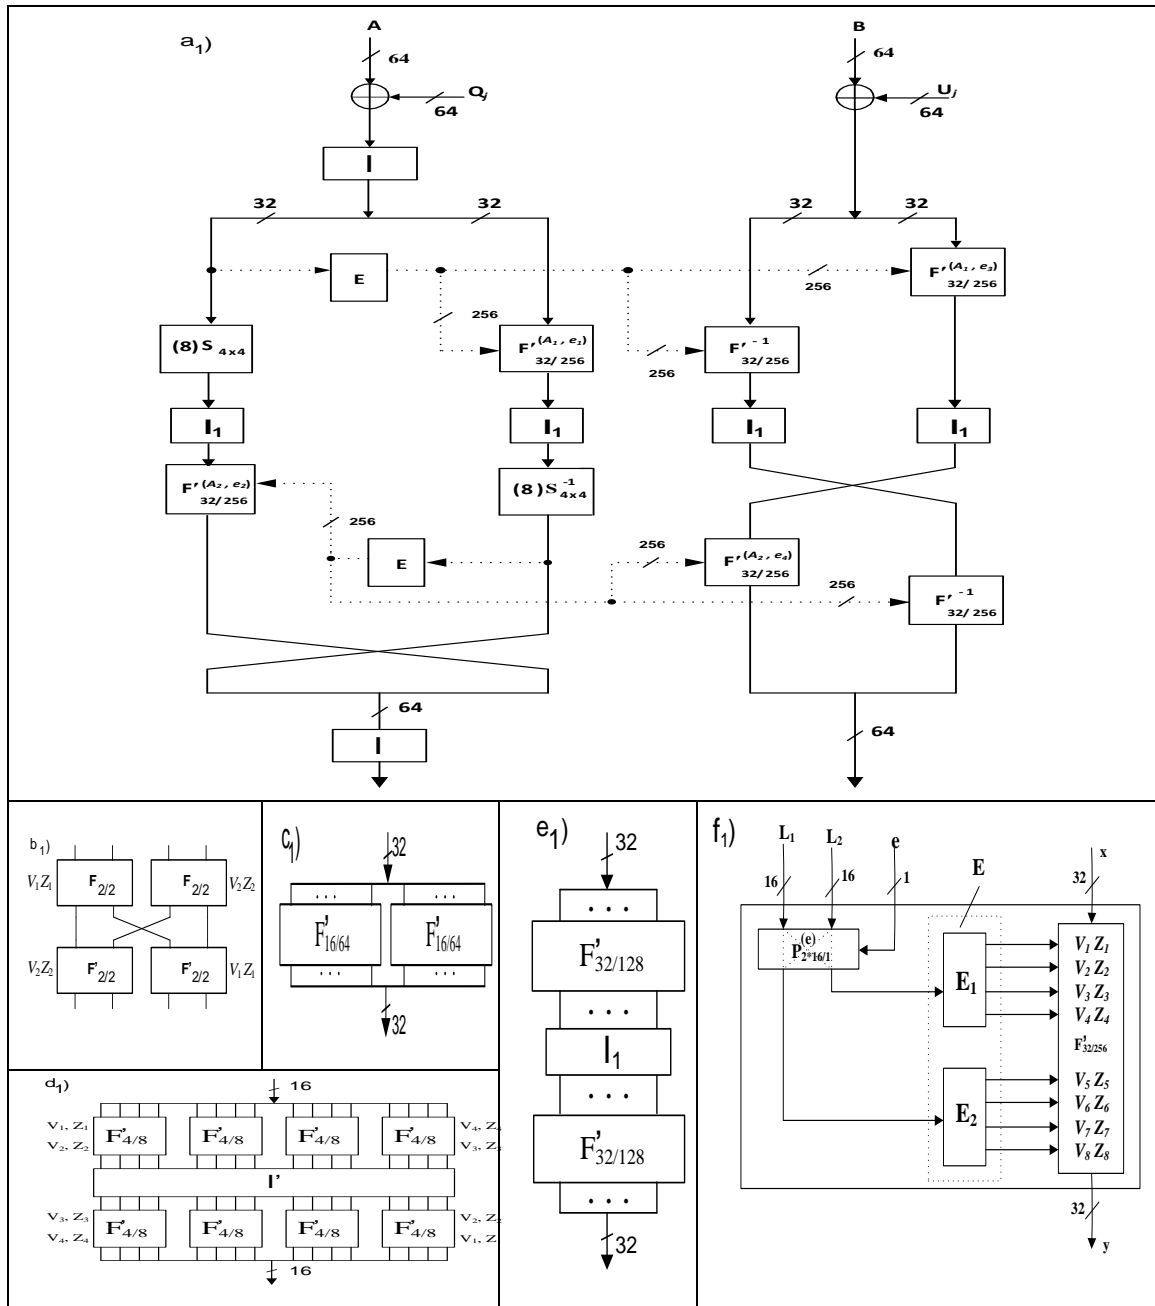 a1)
A
B
64
64
Qj
Uj
64
64
I
32
32
32
32
E
F'(A1, e3) 32/256
256
256
(8) S 4x4
F'(A1, e1) 32/256
F'-1 32/256
256
I1
I1
I1
I1
F'(A2, e2) 32/256
(8) S-1 4x4
256
E
256
F'(A2, e4) 32/256
256
F'-1 32/256
64
64
I
b1)
V1Z1
F2/2
F2/2
V2Z2
V2Z2
F'2/2
F'2/2
V1Z1
c1)
32
F'16/64
F'16/64
32
d1)
16
V1, Z1
V2, Z2
F'4/8
F'4/8
F'4/8
F'4/8
V4, Z4
V3, Z3
I'
V3, Z3
V4, Z4
F'4/8
F'4/8
F'4/8
F'4/8
V2, Z2
V1, Z
16
e1)
32
F'32/128
I1
F'32/128
32
f1)
L1
L2
e
x
E
16
16
1
32
P(e) 2*16/1
E1
V1 Z1
V2 Z2
V3 Z3
V4 Z4
F'32/256
E2
V5 Z5
V6 Z6
V7 Z7
V8 Z8
32
y